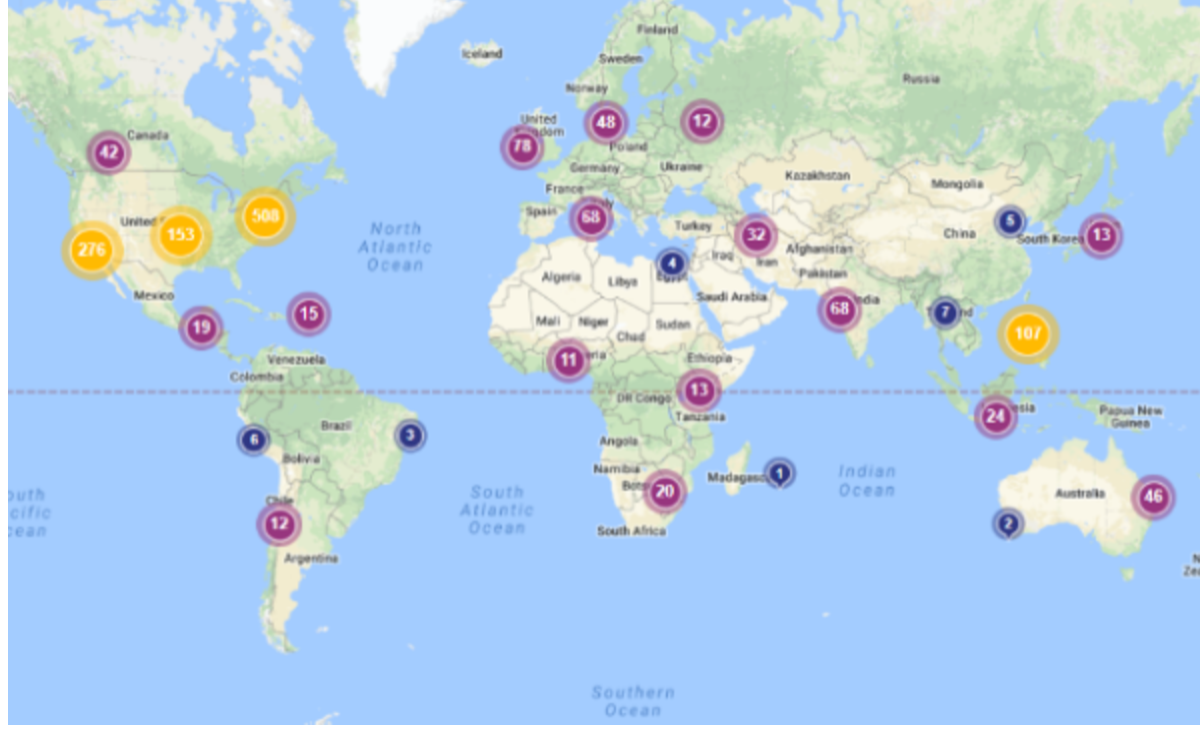 Finland
Iceland
Sweden
Russia
Norway
United
48
12
Canada
78
Poland
42
Germany
Ukraine
Kazakhstan
France
Mongolia
508
Spain
68
5
276
153
Turkey
32
China
South Korea
13
North
Atlantic
Ocean
Afghanistan
Iraq
Iran
4
Algeria
Libya
Pakistan
Mexico
Saudi Arabia
68
7
15
19
Mali
Niger
Sudan
Chad
107
11
Ethiopia
Venezuela
Colombia
13
DR Congo
Tanzania
24
Papua New
Guinea
Brazil
6
3
Angola
Bolivia
Namibia
Indian
Ocean
1
20
Australia
46
South
Atlantic
Ocean
Chile
12
2
South Africa
Argentina
Southern
Ocean